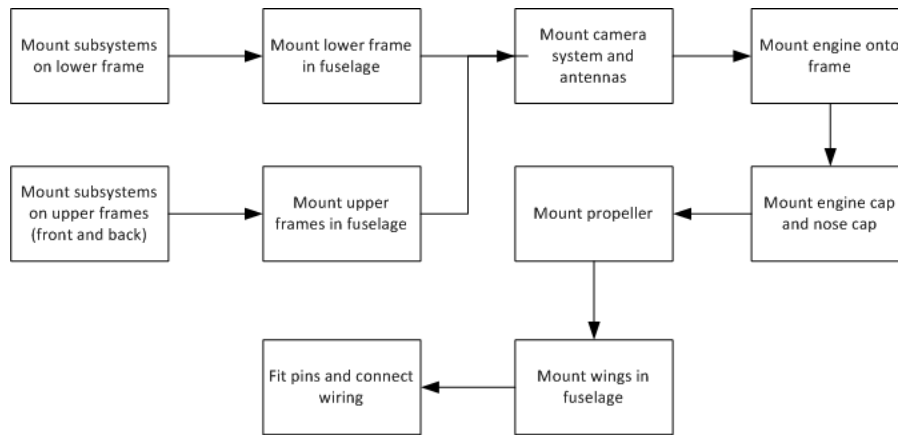 Mount subsystems
on lower frame
Mount lower frame
in fuselage
Mount camera
system and
antennas
Mount engine onto
frame
Mount subsystems
on upper frames
(front and back)
Mount upper
frames in fuselage
Mount propeller
Mount engine cap
and nose cap
Fit pins and connect
wiring
Mount wings in
fuselage